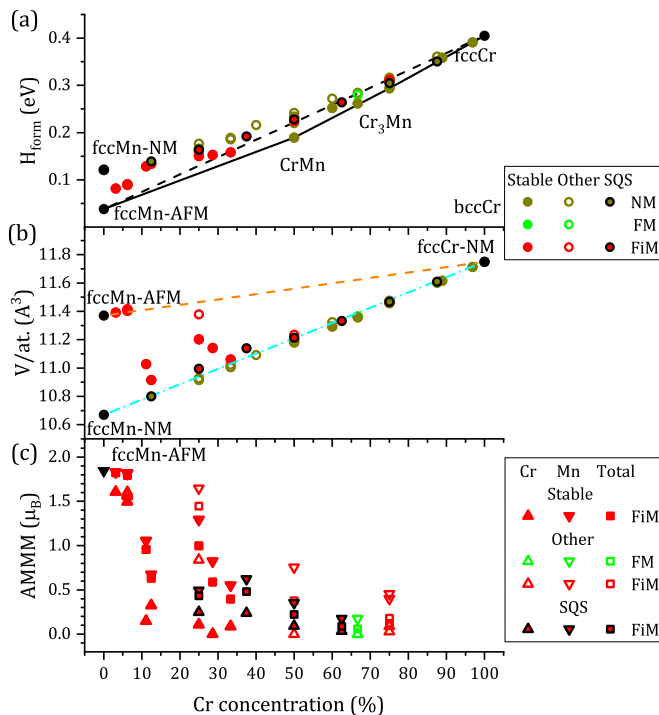 (a)
0.4
0.3
0.2
0.1
H_form (eV)
fccCr
fccMn-NM
Cr₃Mn
CrMn
fccMn-AFM
bccCr
Stable Other SQS
NM
FM
FiM
(b)
fccCr-NM
11.8
11.6
11.4
11.2
11.0
10.8
10.6
V/at. (A³)
fccMn-AFM
fccMn-NM
(c)
fccMn-AFM
2.0
1.5
1.0
0.5
0.0
AMMM (μ_B)
Cr Mn Total
Stable
FiM
Other
FM
FiM
SQS
FiM
0 10 20 30 40 50 60 70 80 90 100
Cr concentration (%)